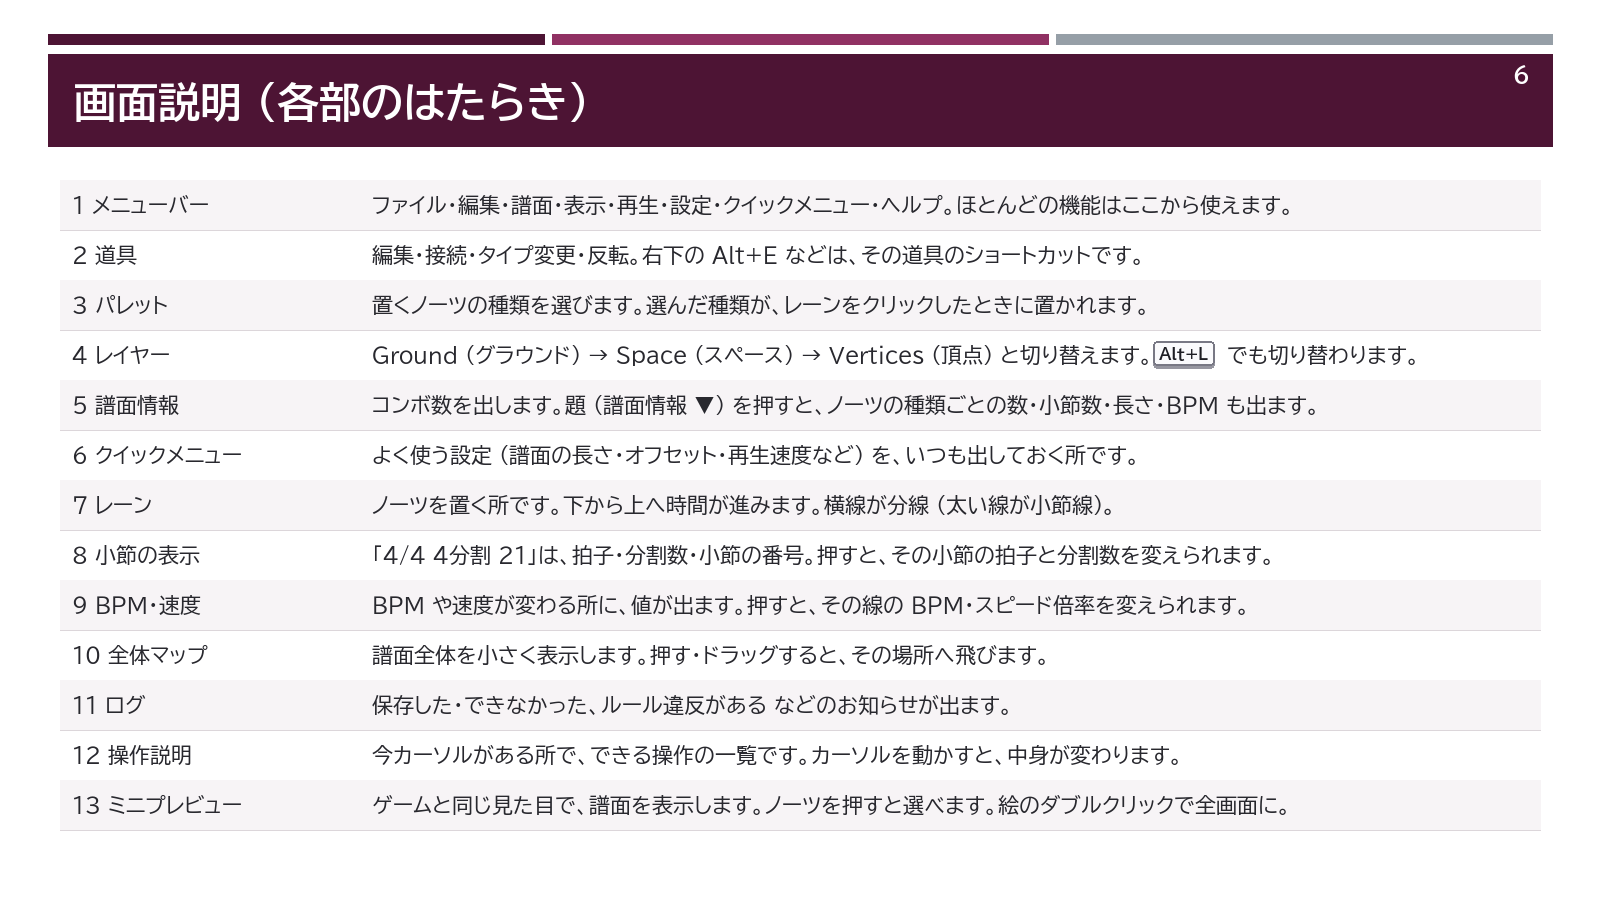 6
画面説明（各部のはたらき）
1 メニューバー ファイル・編集・譜面・表示・再生・設定・クイックメニュー・ヘルプ。ほとんどの機能はここから使えます。
2 道具 編集・接続・タイプ変更・反転。右下の Alt+E などは、その道具のショートカットです。
3 パレット 置くノーツの種類を選びます。選んだ種類が、レーンをクリックしたときに置かれます。
4 レイヤー Ground（グラウンド）→ Space（スペース）→ Vertices（頂点）と切り替えます。Alt+L でも切り替わります。
5 譜面情報 コンボ数を出します。題（譜面情報 ▼）を押すと、ノーツの種類ごとの数・小節数・長さ・BPM も出ます。
6 クイックメニュー よく使う設定（譜面の長さ・オフセット・再生速度など）を、いつも出しておく所です。
7 レーン ノーツを置く所です。下から上へ時間が進みます。横線が分線（太い線が小節線）。
8 小節の表示 「4/4 4分割 21」は、拍子・分割数・小節の番号。押すと、その小節の拍子と分割数を変えられます。
9 BPM・速度 BPM や速度が変わる所に、値が出ます。押すと、その線の BPM・スピード倍率を変えられます。
10 全体マップ 譜面全体を小さく表示します。押す・ドラッグすると、その場所へ飛びます。
11 ログ 保存した・できなかった、ルール違反がある などのお知らせが出ます。
12 操作説明 今カーソルがある所で、できる操作の一覧です。カーソルを動かすと、中身が変わります。
13 ミニプレビュー ゲームと同じ見た目で、譜面を表示します。ノーツを押すと選べます。絵のダブルクリックで全画面に。